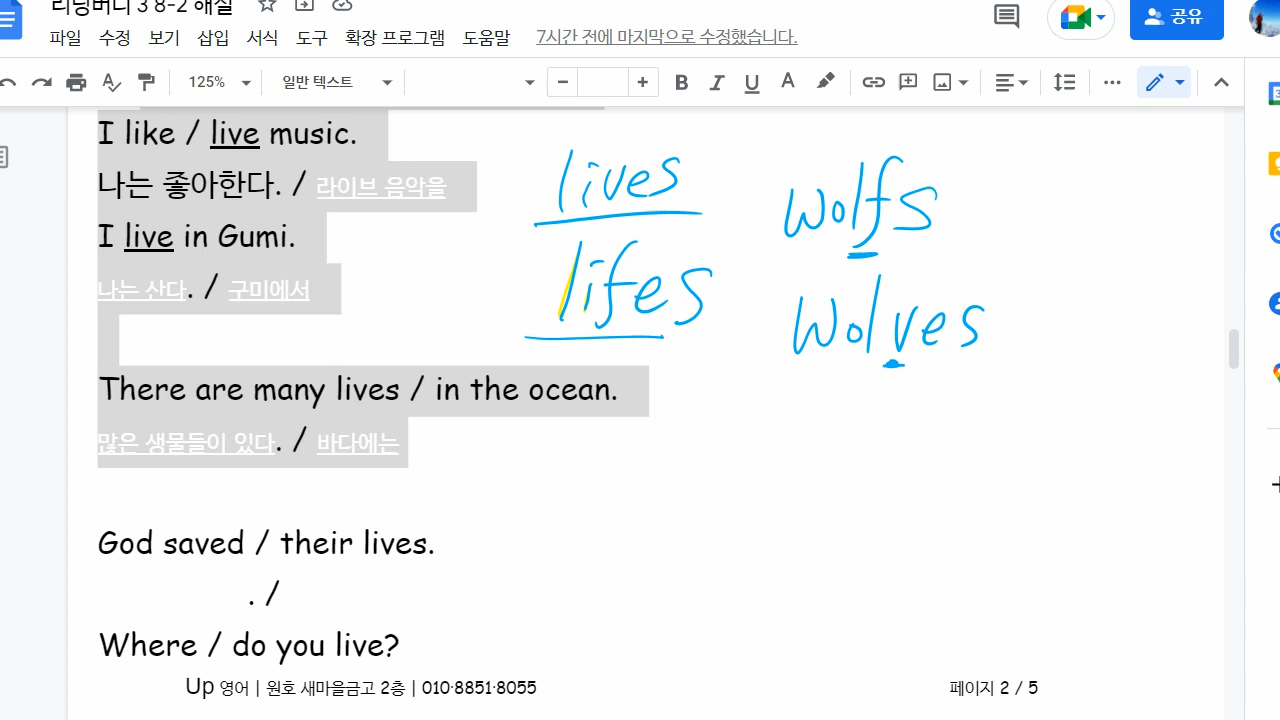 리딩버디 3 8-2 해설
파일 수정 보기 삽입 서식 도구 확장 프로그램 도움말 7시간 전에 마지막으로 수정했습니다.
공유
125% 일반 텍스트 − + B I U A
I like / live music.
나는 좋아한다. / 라이브 음악을
I live in Gumi.
나는 산다. / 구미에서
There are many lives / in the ocean.
많은 생물들이 있다. / 바다에는
lives
lifes
wolfs
wolves
God saved / their lives.
. /
Where / do you live?
Up 영어 | 원호 새마을금고 2층 | 010·8851·8055
페이지 2 / 5